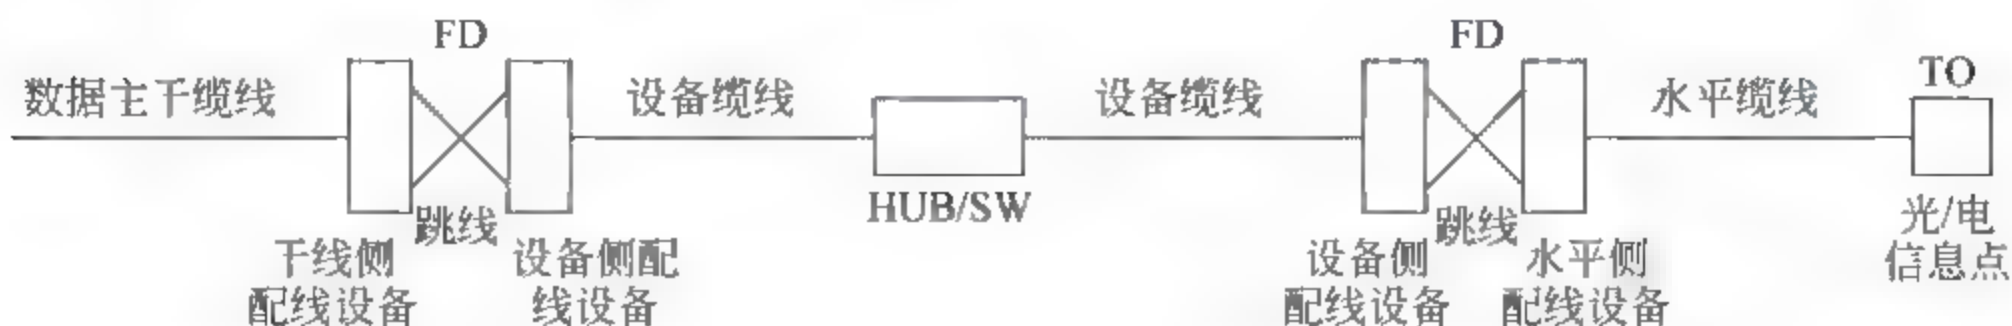 FD
FD
数据主干缆线
设备缆线
设备缆线
水平缆线
TO
HUB/SW
跳线
跳线
干线侧
配线设备
设备侧配
线设备
设备侧
配线设备
水平侧
配线设备
光/电
信息点